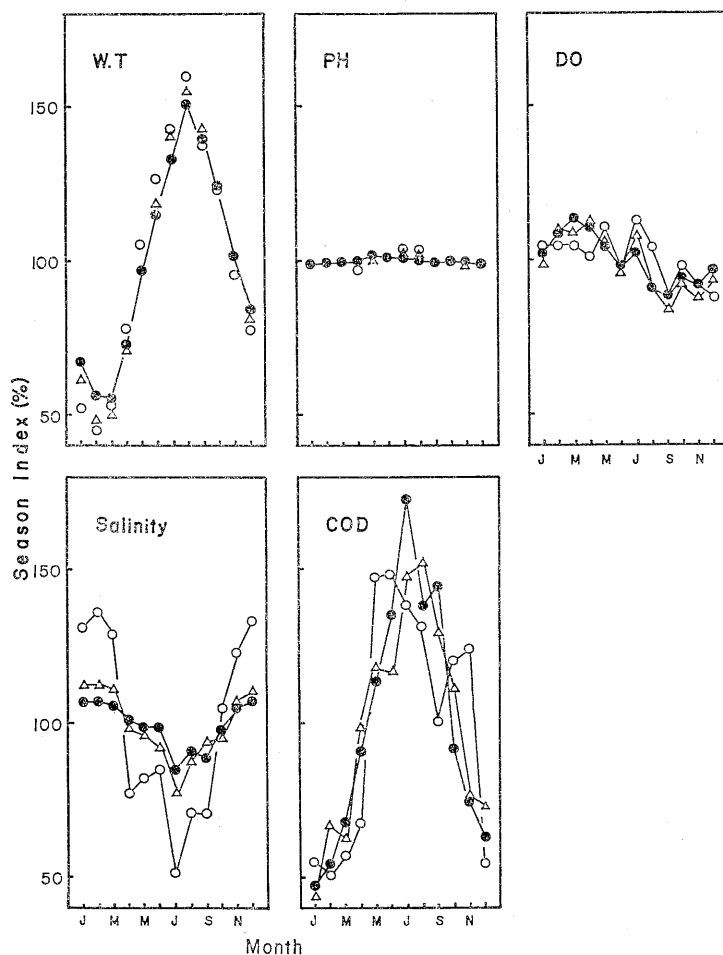 W.T
PH
DO
150
100
50
J M M J S N
Salinity
COD
150
100
50
J M M J S N
J M M J S N
Season Index (%)
Month